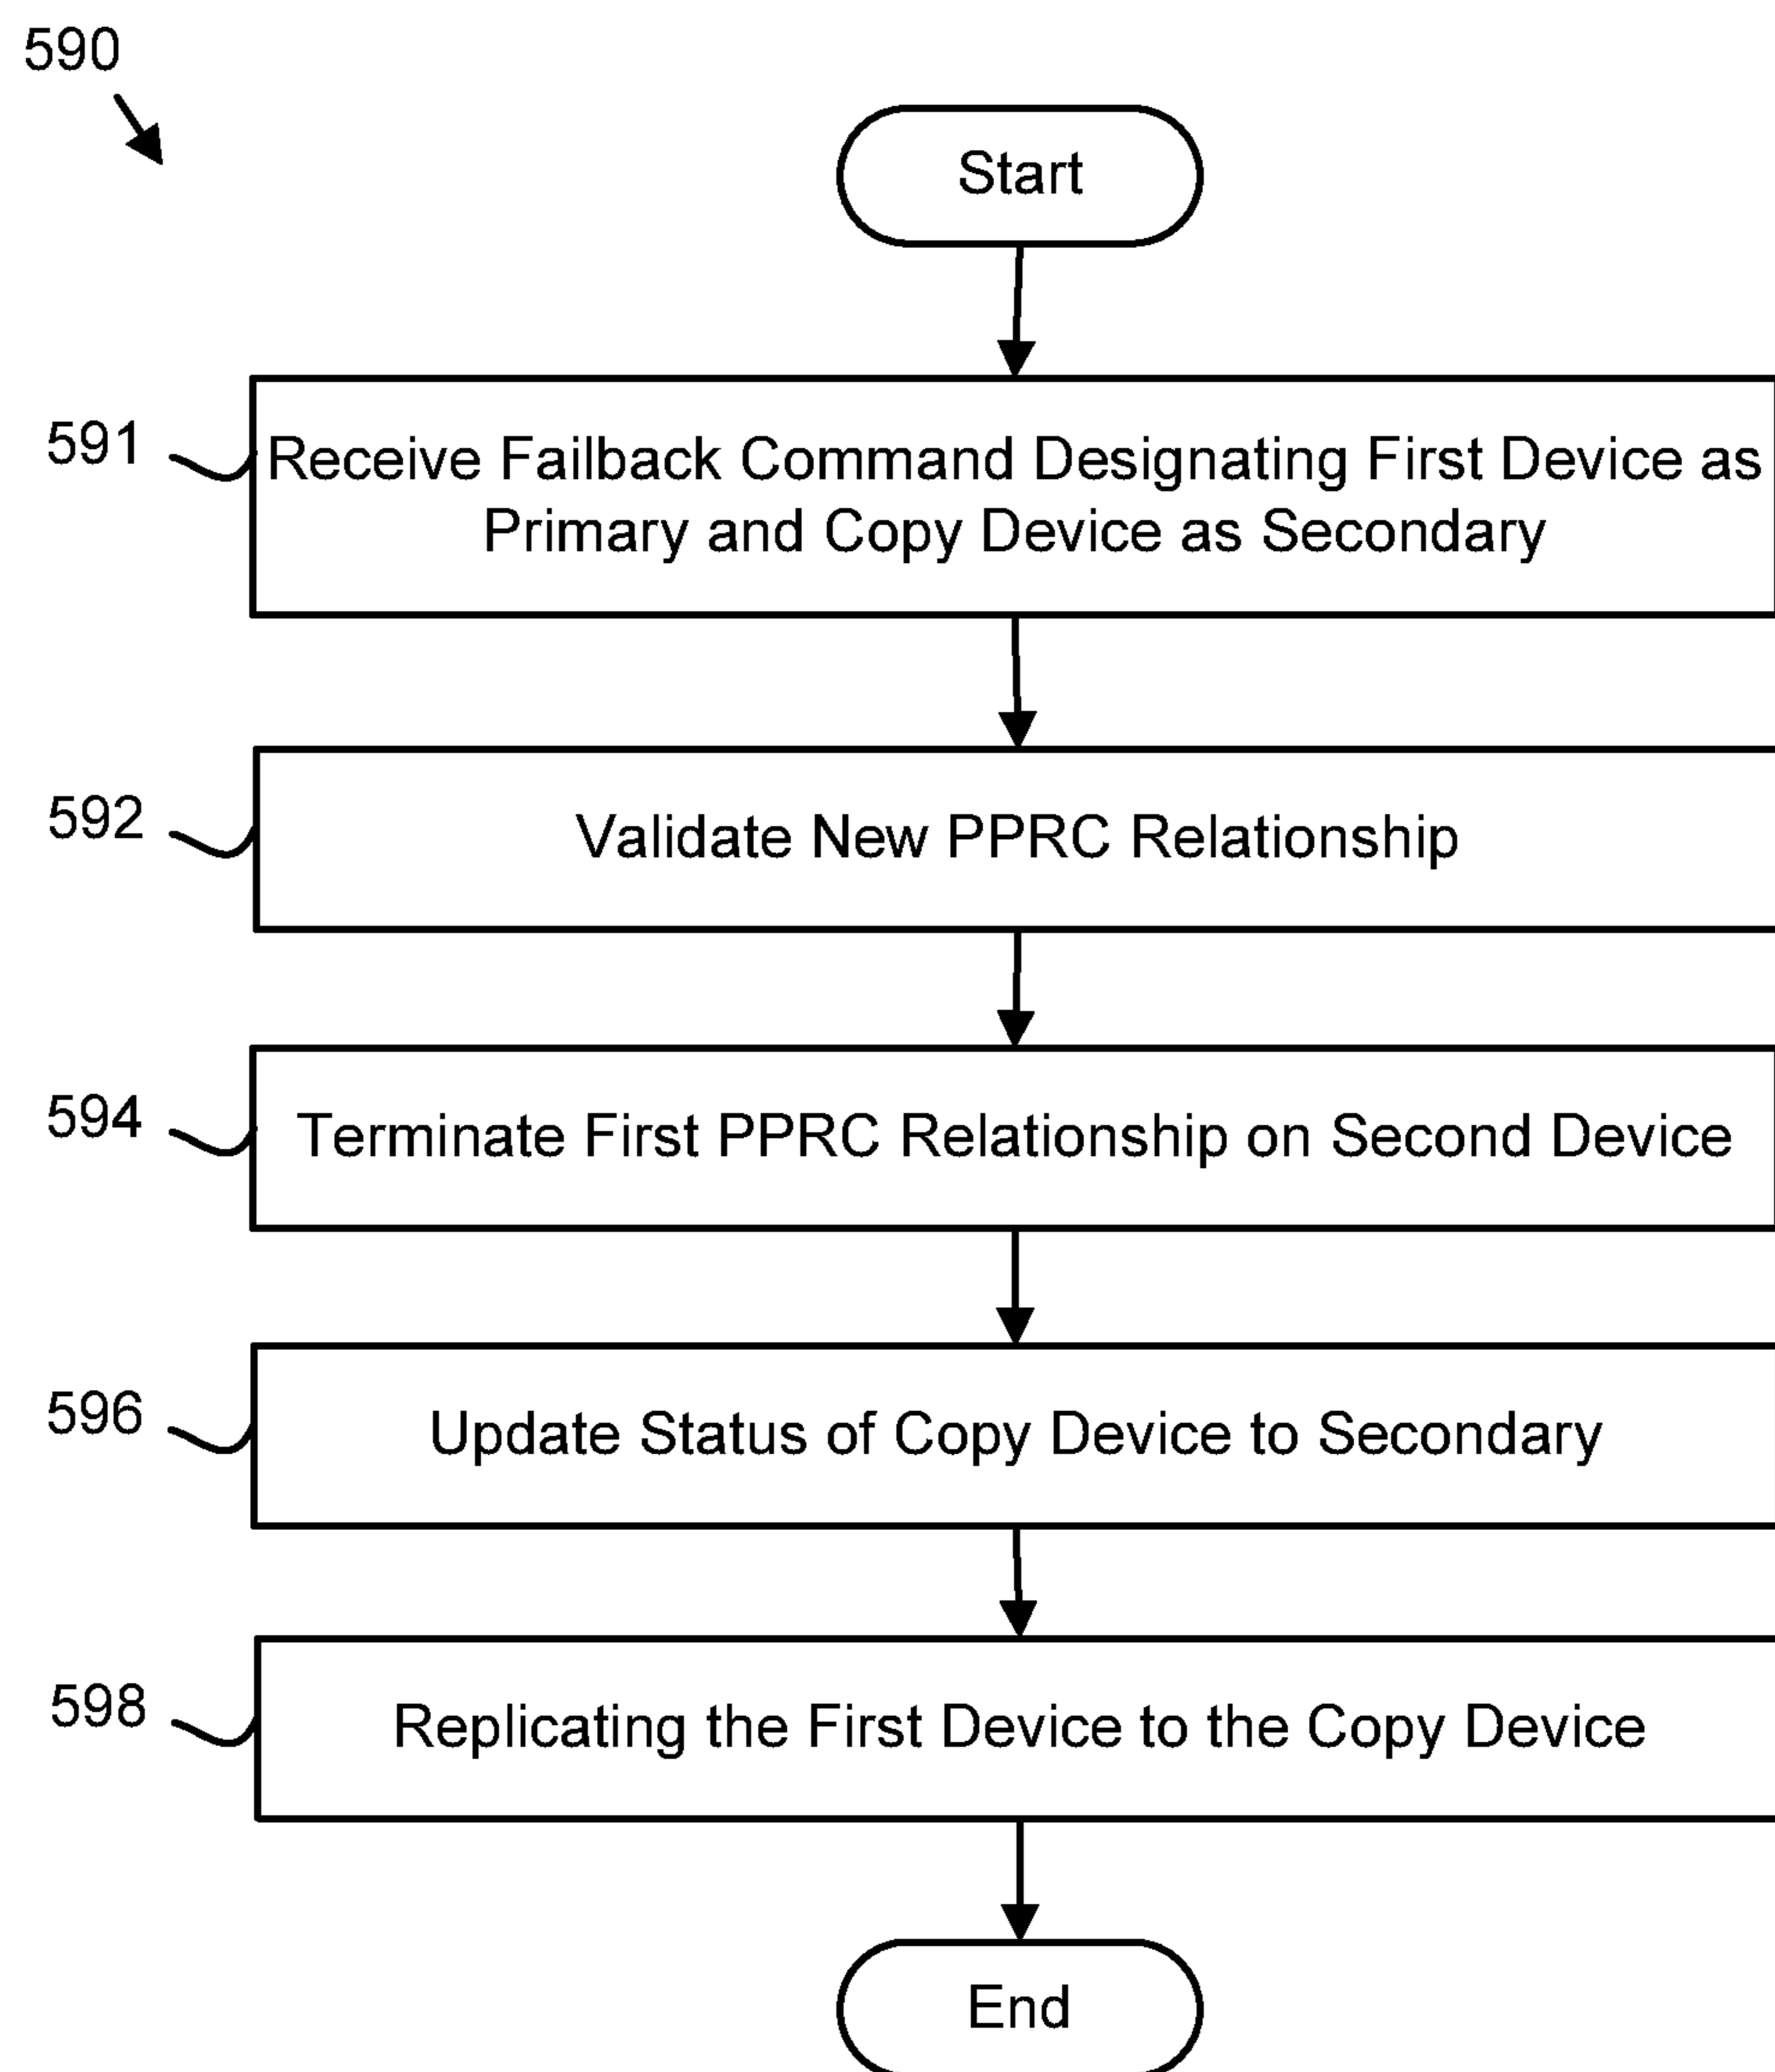 590
Start
591
Receive Failback Command Designating First Device as
Primary and Copy Device as Secondary
592
Validate New PPRC Relationship
594
Terminate First PPRC Relationship on Second Device
596
Update Status of Copy Device to Secondary
598
Replicating the First Device to the Copy Device
End